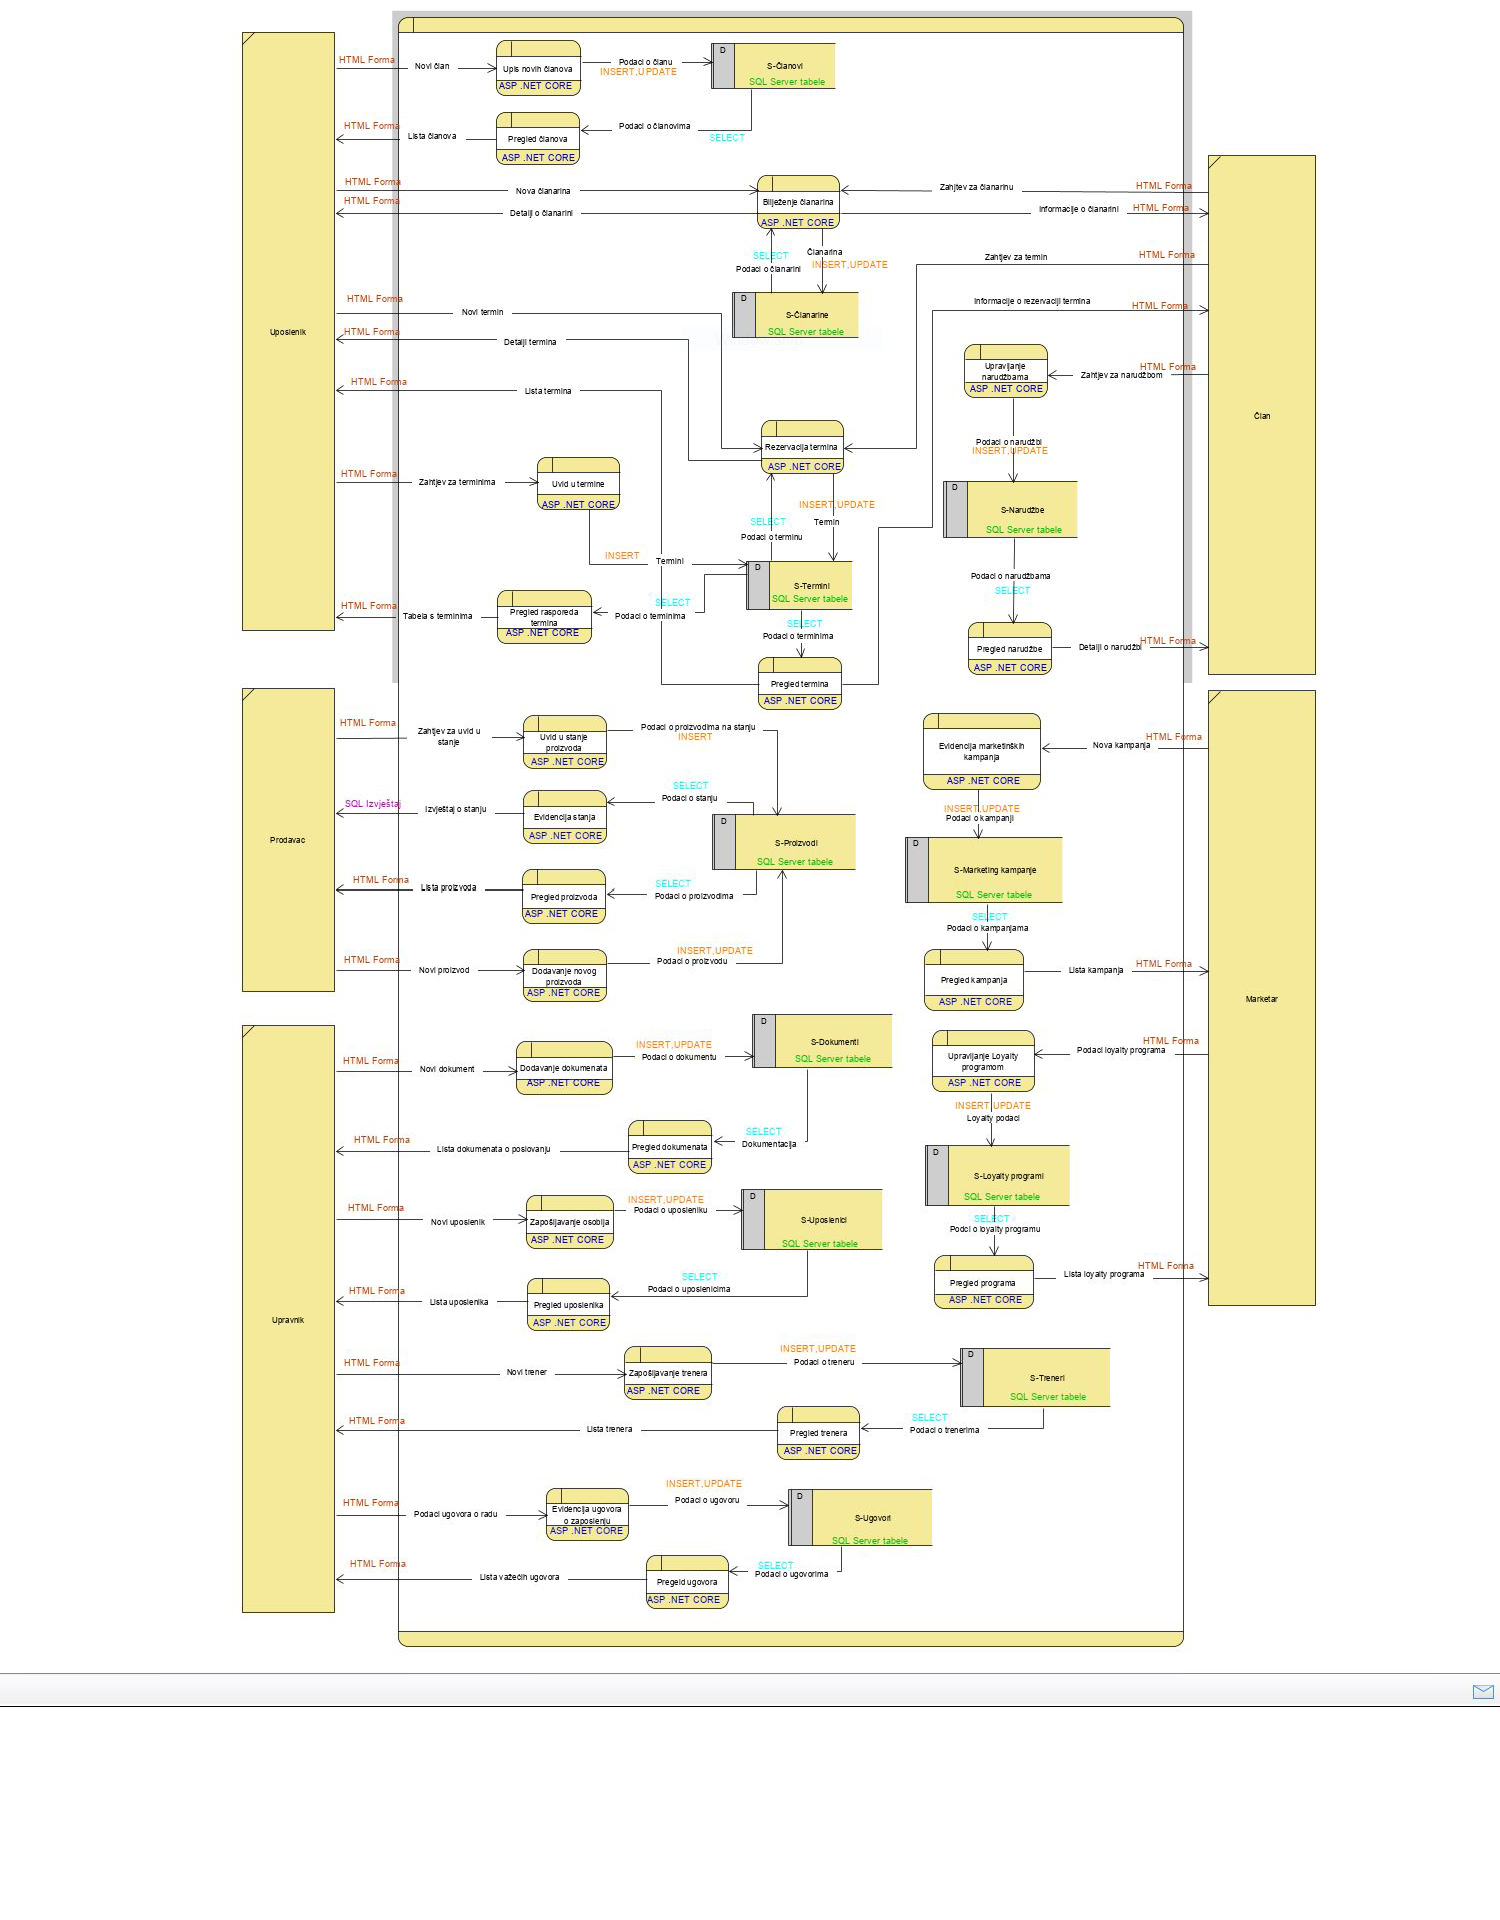 HTML Forma
Novi član
Upis novih članova
ASP .NET CORE
Podaci o članu
INSERT,UPDATE
D
S-Članovi
SQL Server tabele
HTML Forma
Lista članova
Pregled članova
ASP .NET CORE
Podaci o članovima
SELECT
HTML Forma
Nova članarina
HTML Forma
Detalji o članarini
Bilježenje članarina
ASP .NET CORE
Zahjtev za članarinu
HTML Forma
Informacije o članarini
HTML Forma
SELECT
Podaci o članarini
Članarina
INSERT,UPDATE
D
S-Članarine
SQL Server tabele
Zahtjev za termin
HTML Forma
Informacije o rezervaciji termina
HTML Forma
Uposlenik
HTML Forma
Novi termin
HTML Forma
Detalji termina
HTML Forma
Lista termina
Upravljanje
narudžbama
ASP .NET CORE
Zahtjev za narudžbom
HTML Forma
Član
Rezervacija termina
ASP .NET CORE
Podaci o narudžbi
INSERT,UPDATE
HTML Forma
Zahtjev za terminima
Uvid u termine
ASP .NET CORE
D
S-Narudžbe
SQL Server tabele
SELECT
Podaci o terminu
INSERT,UPDATE
Termin
INSERT
Termini
D
S-Termini
SQL Server tabele
Podaci o narudžbama
SELECT
HTML Forma
Tabela s terminima
Pregled rasporeda
termina
ASP .NET CORE
SELECT
Podaci o terminima
SELECT
Podaci o terminima
Pregled termina
ASP .NET CORE
Pregled narudžbe
ASP .NET CORE
Detalji o narudžbi
HTML Forma
HTML Forma
Zahtjev za uvid u
stanje
Uvid u stanje
proizvoda
ASP .NET CORE
Podaci o proizvodima na stanju
INSERT
Evidencija marketinških
kampanja
ASP .NET CORE
Nova kampanja
HTML Forma
SQL Izvještaj
Izvještaj o stanju
Evidencija stanja
ASP .NET CORE
SELECT
Podaci o stanju
INSERT,UPDATE
Podaci o kampanji
Prodavac
D
S-Proizvodi
SQL Server tabele
D
S-Marketing kampanje
SQL Server tabele
HTML Forma
Lista proizvoda
Pregled proizvoda
ASP .NET CORE
SELECT
Podaci o proizvodima
SELECT
Podaci o kampanjama
HTML Forma
Novi proizvod
Dodavanje novog
proizvoda
ASP .NET CORE
INSERT,UPDATE
Podaci o proizvodu
Pregled kampanja
ASP .NET CORE
Lista kampanja
HTML Forma
Marketar
HTML Forma
Novi dokument
Dodavanje dokumenata
ASP .NET CORE
INSERT,UPDATE
Podaci o dokumentu
D
S-Dokumenti
SQL Server tabele
Upravljanje Loyalty
programom
ASP .NET CORE
Podaci loyalty programa
HTML Forma
INSERT,UPDATE
Loyalty podaci
HTML Forma
Lista dokumenata o poslovanju
Pregled dokumenata
ASP .NET CORE
SELECT
Dokumentacija
D
S-Loyalty programi
SQL Server tabele
HTML Forma
Novi uposlenik
Zapošljavanje osoblja
ASP .NET CORE
INSERT,UPDATE
Podaci o uposleniku
D
S-Uposlenici
SQL Server tabele
SELECT
Podci o loyalty programu
HTML Forma
Lista uposlenika
Pregled uposlenika
ASP .NET CORE
SELECT
Podaci o uposlenicima
Pregled programa
ASP .NET CORE
Lista loyalty programa
HTML Forma
Upravnik
HTML Forma
Novi trener
Zapošljavanje trenera
ASP .NET CORE
INSERT,UPDATE
Podaci o treneru
D
S-Treneri
SQL Server tabele
HTML Forma
Lista trenera
Pregled trenera
ASP .NET CORE
SELECT
Podaci o trenerima
HTML Forma
Podaci ugovora o radu
Evidencija ugovora
o zaposlenju
ASP .NET CORE
INSERT,UPDATE
Podaci o ugovoru
D
S-Ugovori
SQL Server tabele
HTML Forma
Lista važećih ugovora
Pregeld ugovora
ASP .NET CORE
SELECT
Podaci o ugovorima